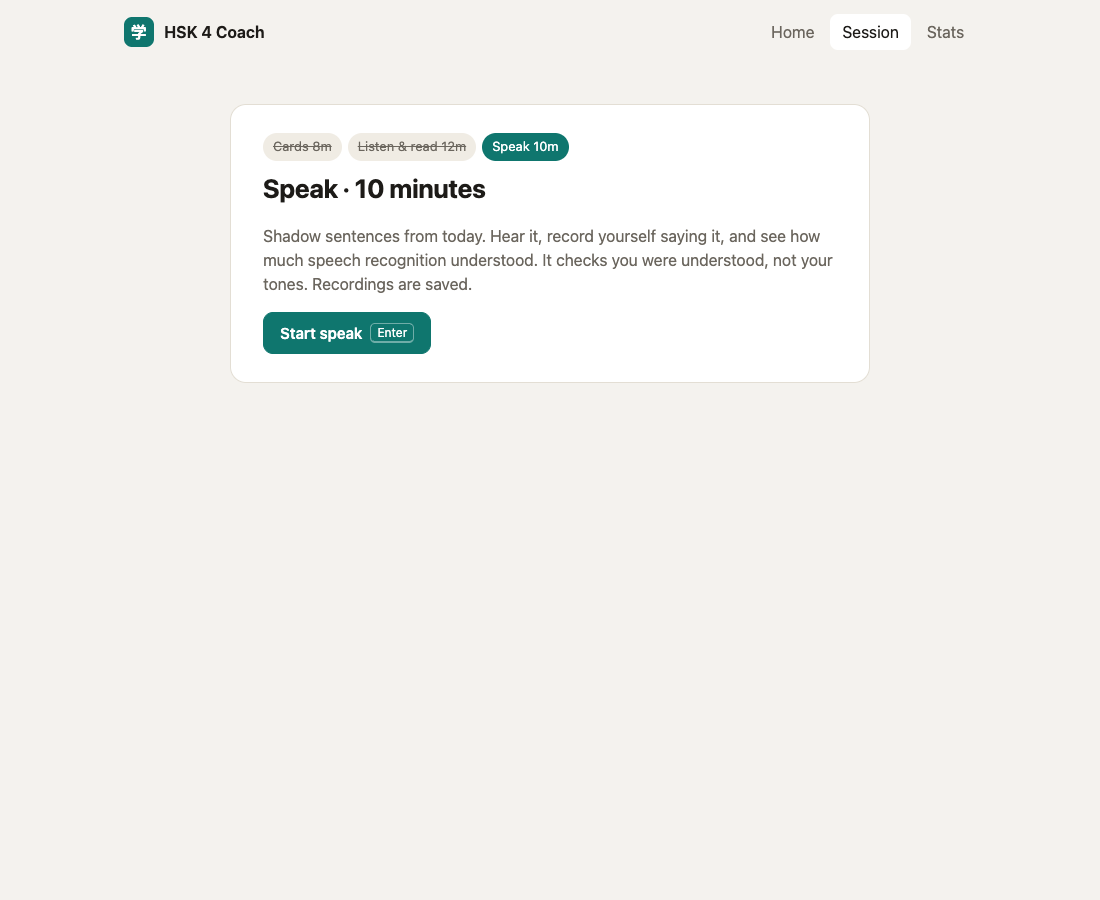 学 HSK 4 Coach
Home Session Stats
Cards 8m Listen & read 12m Speak 10m
Speak · 10 minutes
Shadow sentences from today. Hear it, record yourself saying it, and see how
much speech recognition understood. It checks you were understood, not your
tones. Recordings are saved.
Start speak Enter